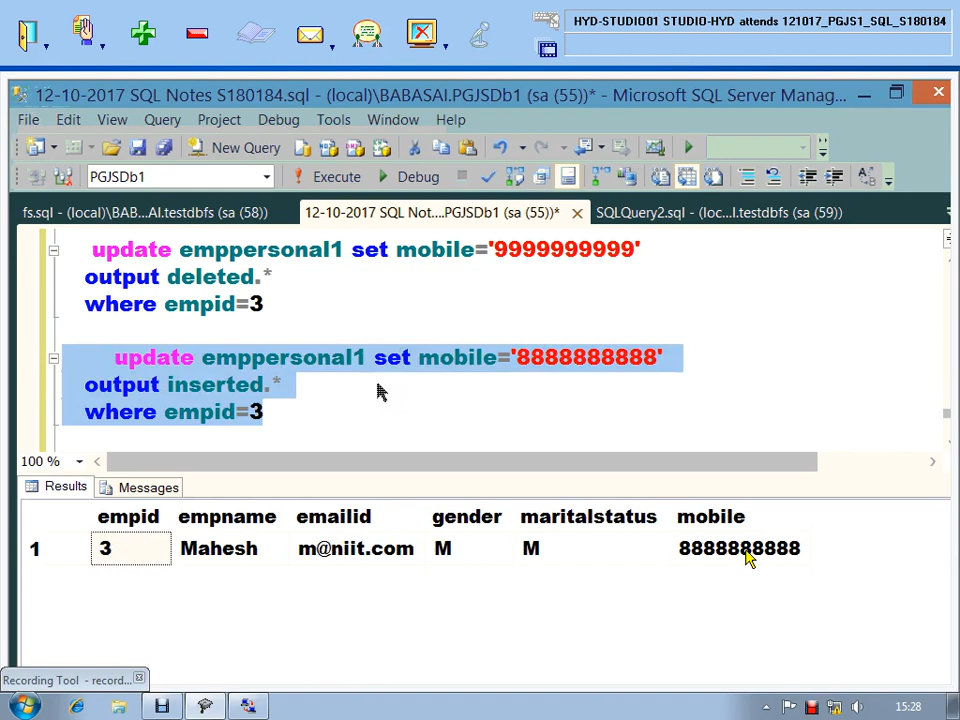 HYD-STUDIO01 STUDIO-HYD attends 121017_PGJS1_SQL_S180184
12-10-2017 SQL Notes S180184.sql - (local)\BABASAI.PGJSDb1 (sa (55))* - Microsoft SQL Server Manag...
File Edit View Query Project Debug Tools Window Help
New Query
PGJSDb1 Execute Debug
fs.sql - (local)\BAB...AI.testdbfs (sa (58)) 12-10-2017 SQL Not....PGJSDb1 (sa (55))* SQLQuery2.sql - (loc...l.testdbfs (sa (59))
update emppersonal1 set mobile='9999999999'
output deleted.*
where empid=3
update emppersonal1 set mobile='8888888888'
output inserted.*
where empid=3
100 %
Results Messages
empid empname emailid gender maritalstatus mobile
1 3 Mahesh m@niit.com M M 8888888888
Recording Tool - record...
15:28